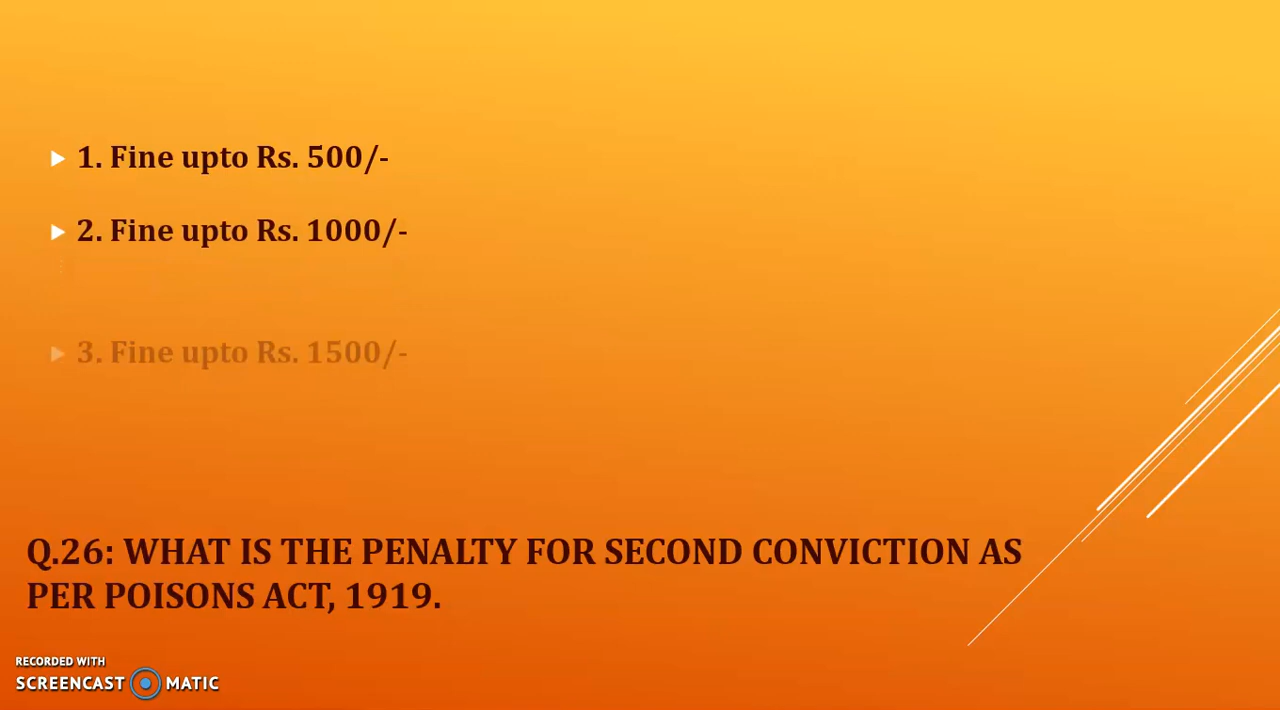 1. Fine upto Rs. 500/-
2. Fine upto Rs. 1000/-
3. Fine upto Rs. 1500/-
Q.26: WHAT IS THE PENALTY FOR SECOND CONVICTION AS
PER POISONS ACT, 1919.
RECORDED WITH
SCREENCAST MATIC